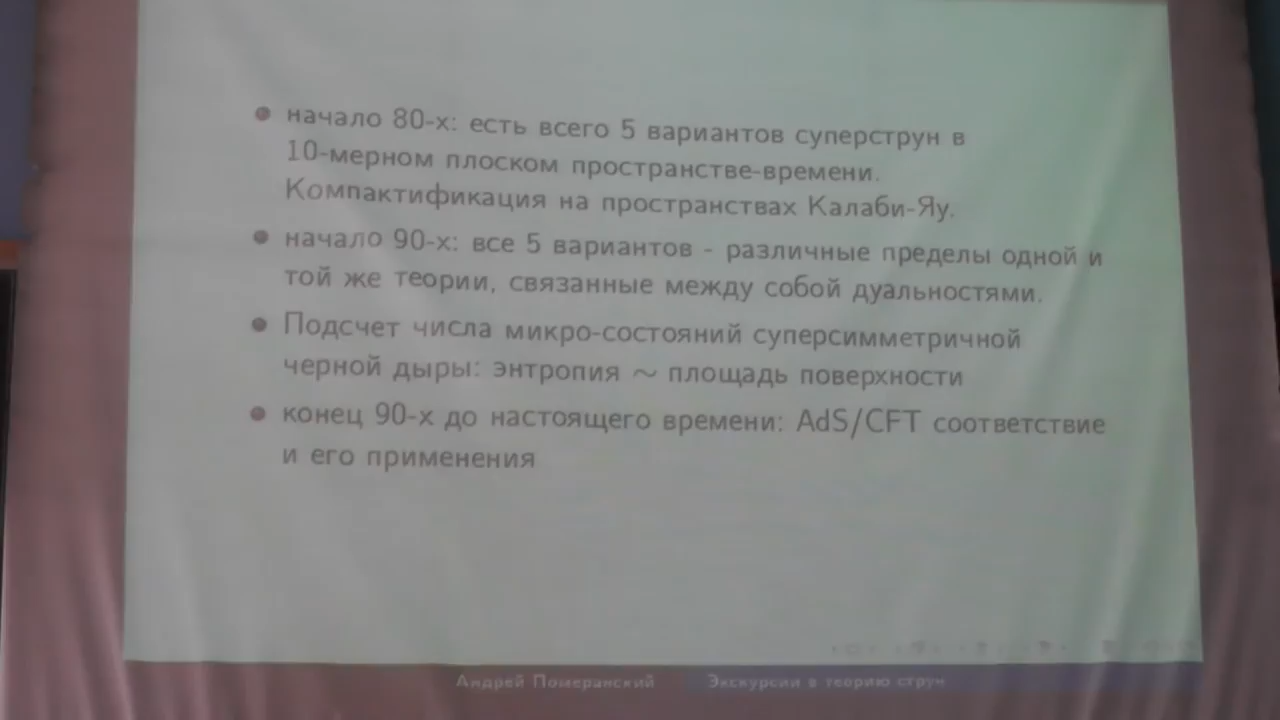 начало 80-х: есть всего 5 вариантов суперструн в
10-мерном плоском пространстве-времени.
Компактификация на пространствах Калаби-Яу.
начало 90-х: все 5 вариантов - различные пределы одной и
той же теории, связанные между собой дуальностями.
Подсчет числа микро-состояний суперсимметричной
черной дыры: энтропия ~ площадь поверхности
конец 90-х до настоящего времени: AdS/CFT соответствие
и его применения
Андрей Померанский Экскурсии в теорию струн